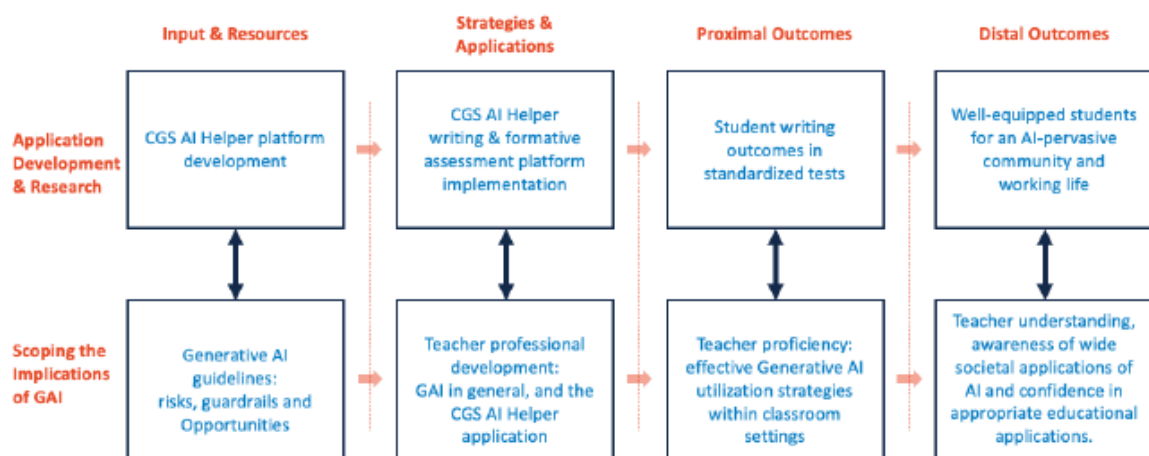 Input & Resources
Strategies &
Applications
Proximal Outcomes
Distal Outcomes
Application
Development
& Research
CGS AI Helper platform
development
CGS AI Helper
writing & formative
assessment platform
implementation
Student writing
outcomes in
standardized tests
Well-equipped students
for an AI-pervasive
community and
working life
Scoping the
Implications
of GAI
Generative AI
guidelines:
risks, guardrails and
Opportunities
Teacher professional
development:
GAI in general, and the
CGS AI Helper
application
Teacher proficiency:
effective Generative AI
utilization strategies
within classroom
settings
Teacher understanding,
awareness of wide
societal applications of
AI and confidence in
appropriate educational
applications.